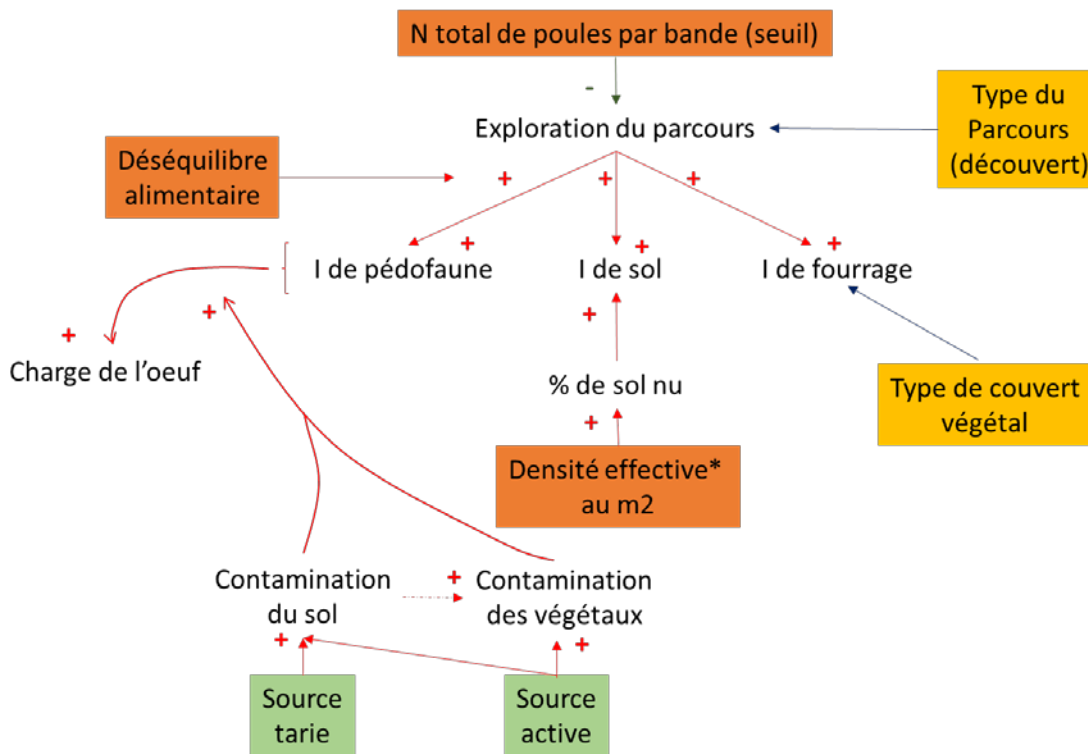 N total de poules par bande (seuil)
-
Type du
Parcours
(découvert)
Exploration du parcours
Déséquilibre
alimentaire
+ + +
+ + +
I de pédofaune
I de sol
I de fourrage
+
+
+
Charge de l'oeuf
% de sol nu
Type de couvert
végétal
+
Densité effective*
au m2
Contamination
du sol
+
Contamination
des végétaux
+
+
Source
tarie
Source
active